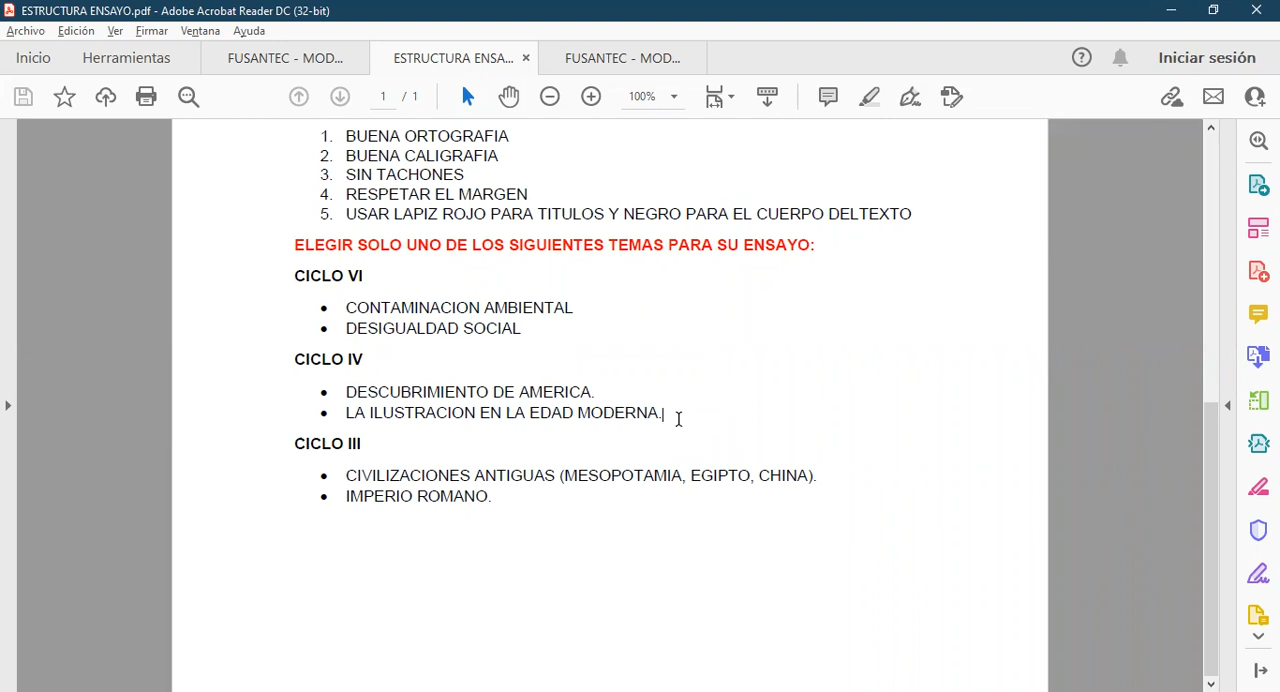 ESTRUCTURA ENSAYO.pdf - Adobe Acrobat Reader DC (32-bit)
Archivo Edición Ver Firmar Ventana Ayuda
Inicio Herramientas FUSANTEC - MOD... ESTRUCTURA ENSA... × FUSANTEC - MOD... Iniciar sesión
1 / 1 100%
1. BUENA ORTOGRAFIA
2. BUENA CALIGRAFIA
3. SIN TACHONES
4. RESPETAR EL MARGEN
5. USAR LAPIZ ROJO PARA TITULOS Y NEGRO PARA EL CUERPO DELTEXTO
ELEGIR SOLO UNO DE LOS SIGUIENTES TEMAS PARA SU ENSAYO:
CICLO VI
• CONTAMINACION AMBIENTAL
• DESIGUALDAD SOCIAL
CICLO IV
• DESCUBRIMIENTO DE AMERICA.
• LA ILUSTRACION EN LA EDAD MODERNA.
CICLO III
• CIVILIZACIONES ANTIGUAS (MESOPOTAMIA, EGIPTO, CHINA).
• IMPERIO ROMANO.